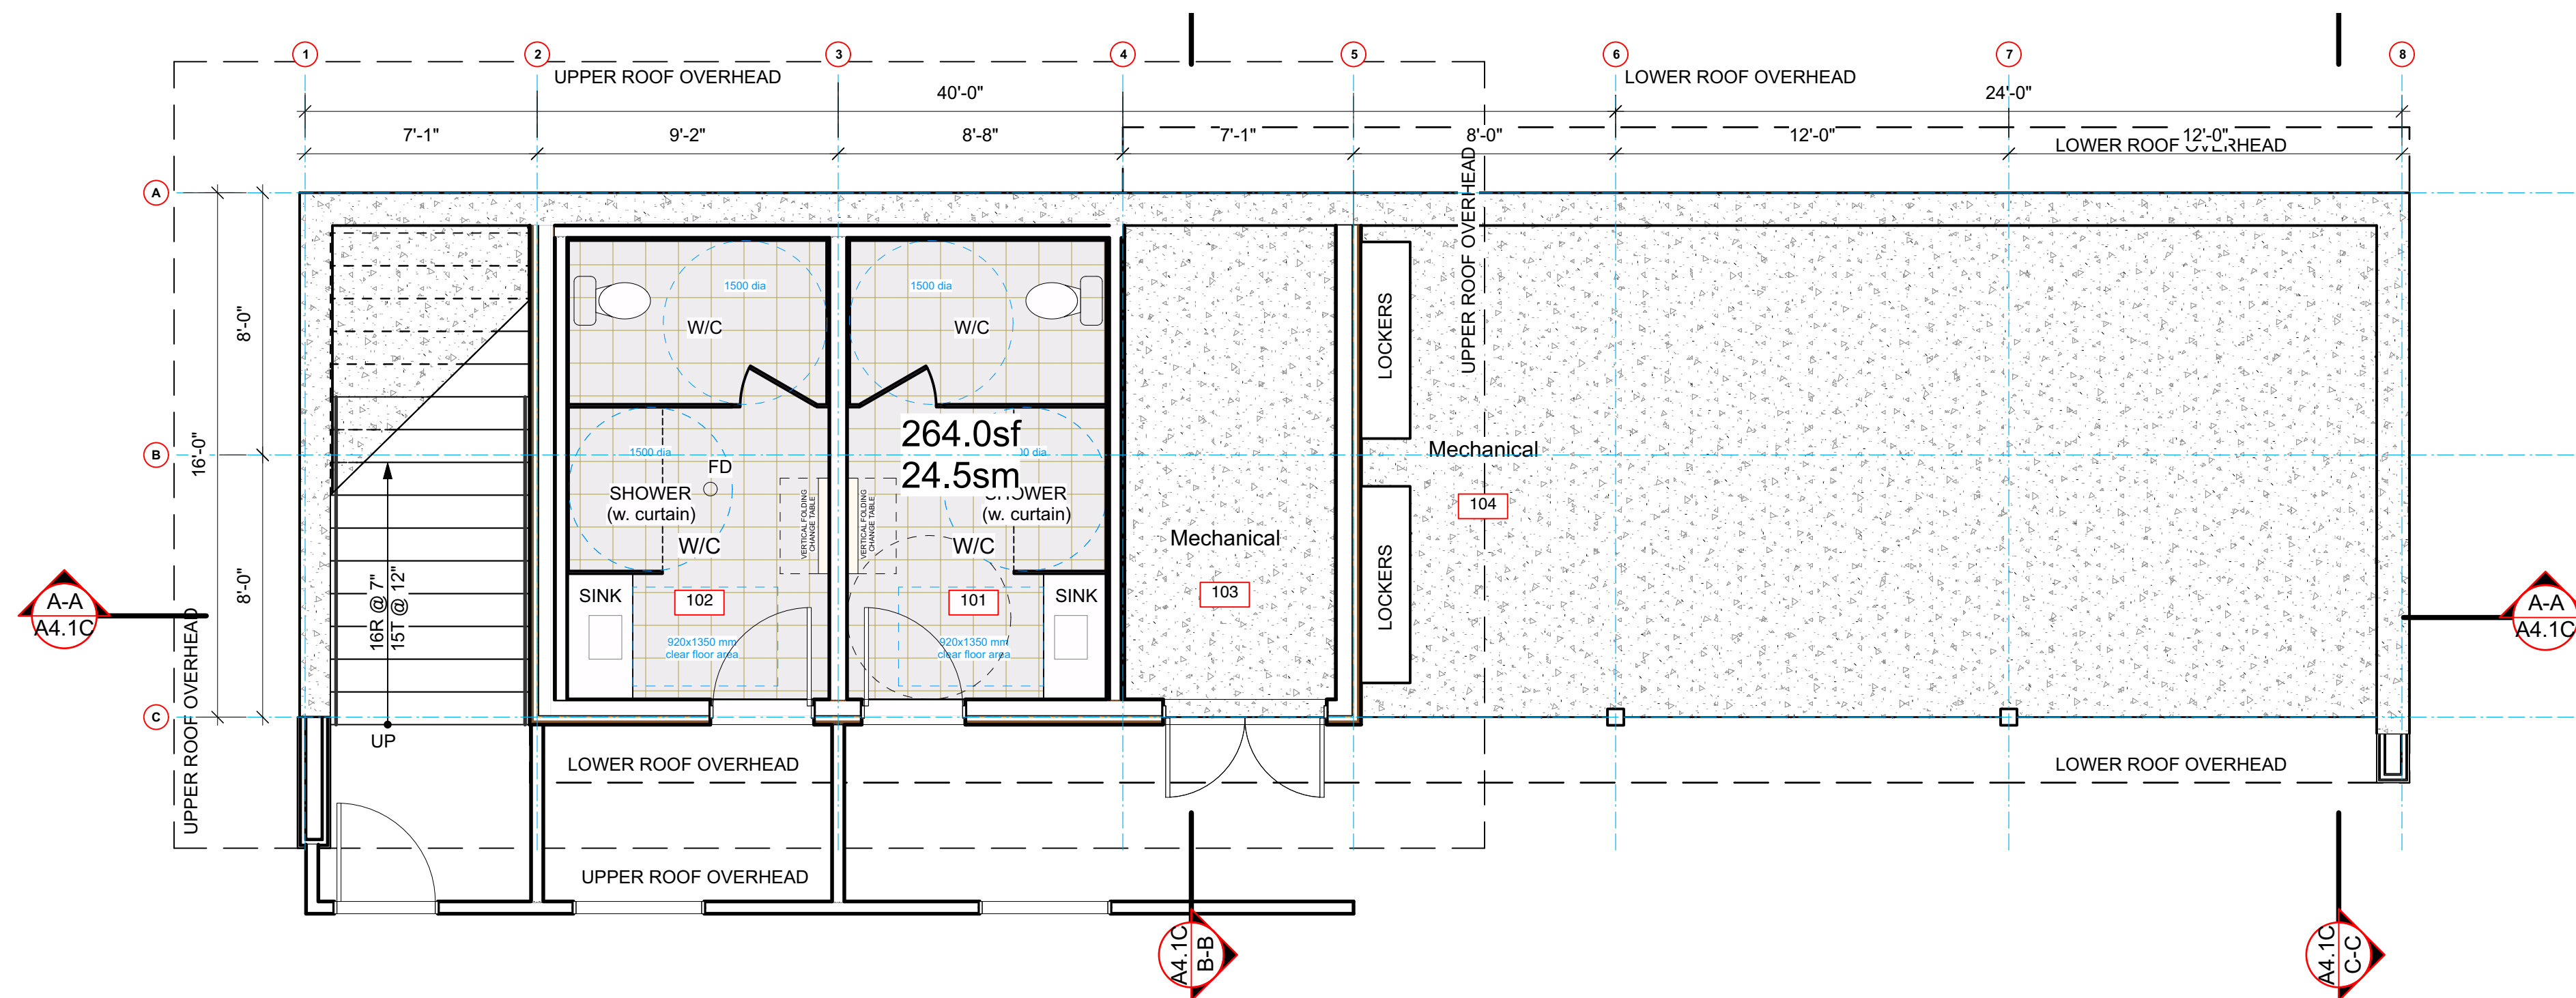 1
2
3
4
5
6
7
8
UPPER ROOF OVERHEAD
LOWER ROOF OVERHEAD
40'-0"
24'-0"
7'-1"
9'-2"
8'-8"
7'-1"
8'-0"
12'-0"
12'-0"
LOWER ROOF OVERHEAD
A
B
C
16'-0"
8'-0"
8'-0"
UPPER ROOF OVERHEAD
UPPER ROOF OVERHEAD
1500 dia
1500 dia
W/C
W/C
LOCKERS
264.0sf
24.5sm
1500 dia
dia
FD
SHOWER
(w. curtain)
SHOWER
(w. curtain)
VERTICAL FOLDING
CHANGE TABLE
VERTICAL FOLDING
CHANGE TABLE
W/C
W/C
Mechanical
104
Mechanical
103
LOCKERS
SINK
102
101
SINK
920x1350 mm
clear floor area
920x1350 mm
clear floor area
16R @ 7"
15T @ 12"
UP
A-A
A4.1C
A-A
A4.1C
LOWER ROOF OVERHEAD
LOWER ROOF OVERHEAD
UPPER ROOF OVERHEAD
A4.1C
B-B
A4.1C
C-C